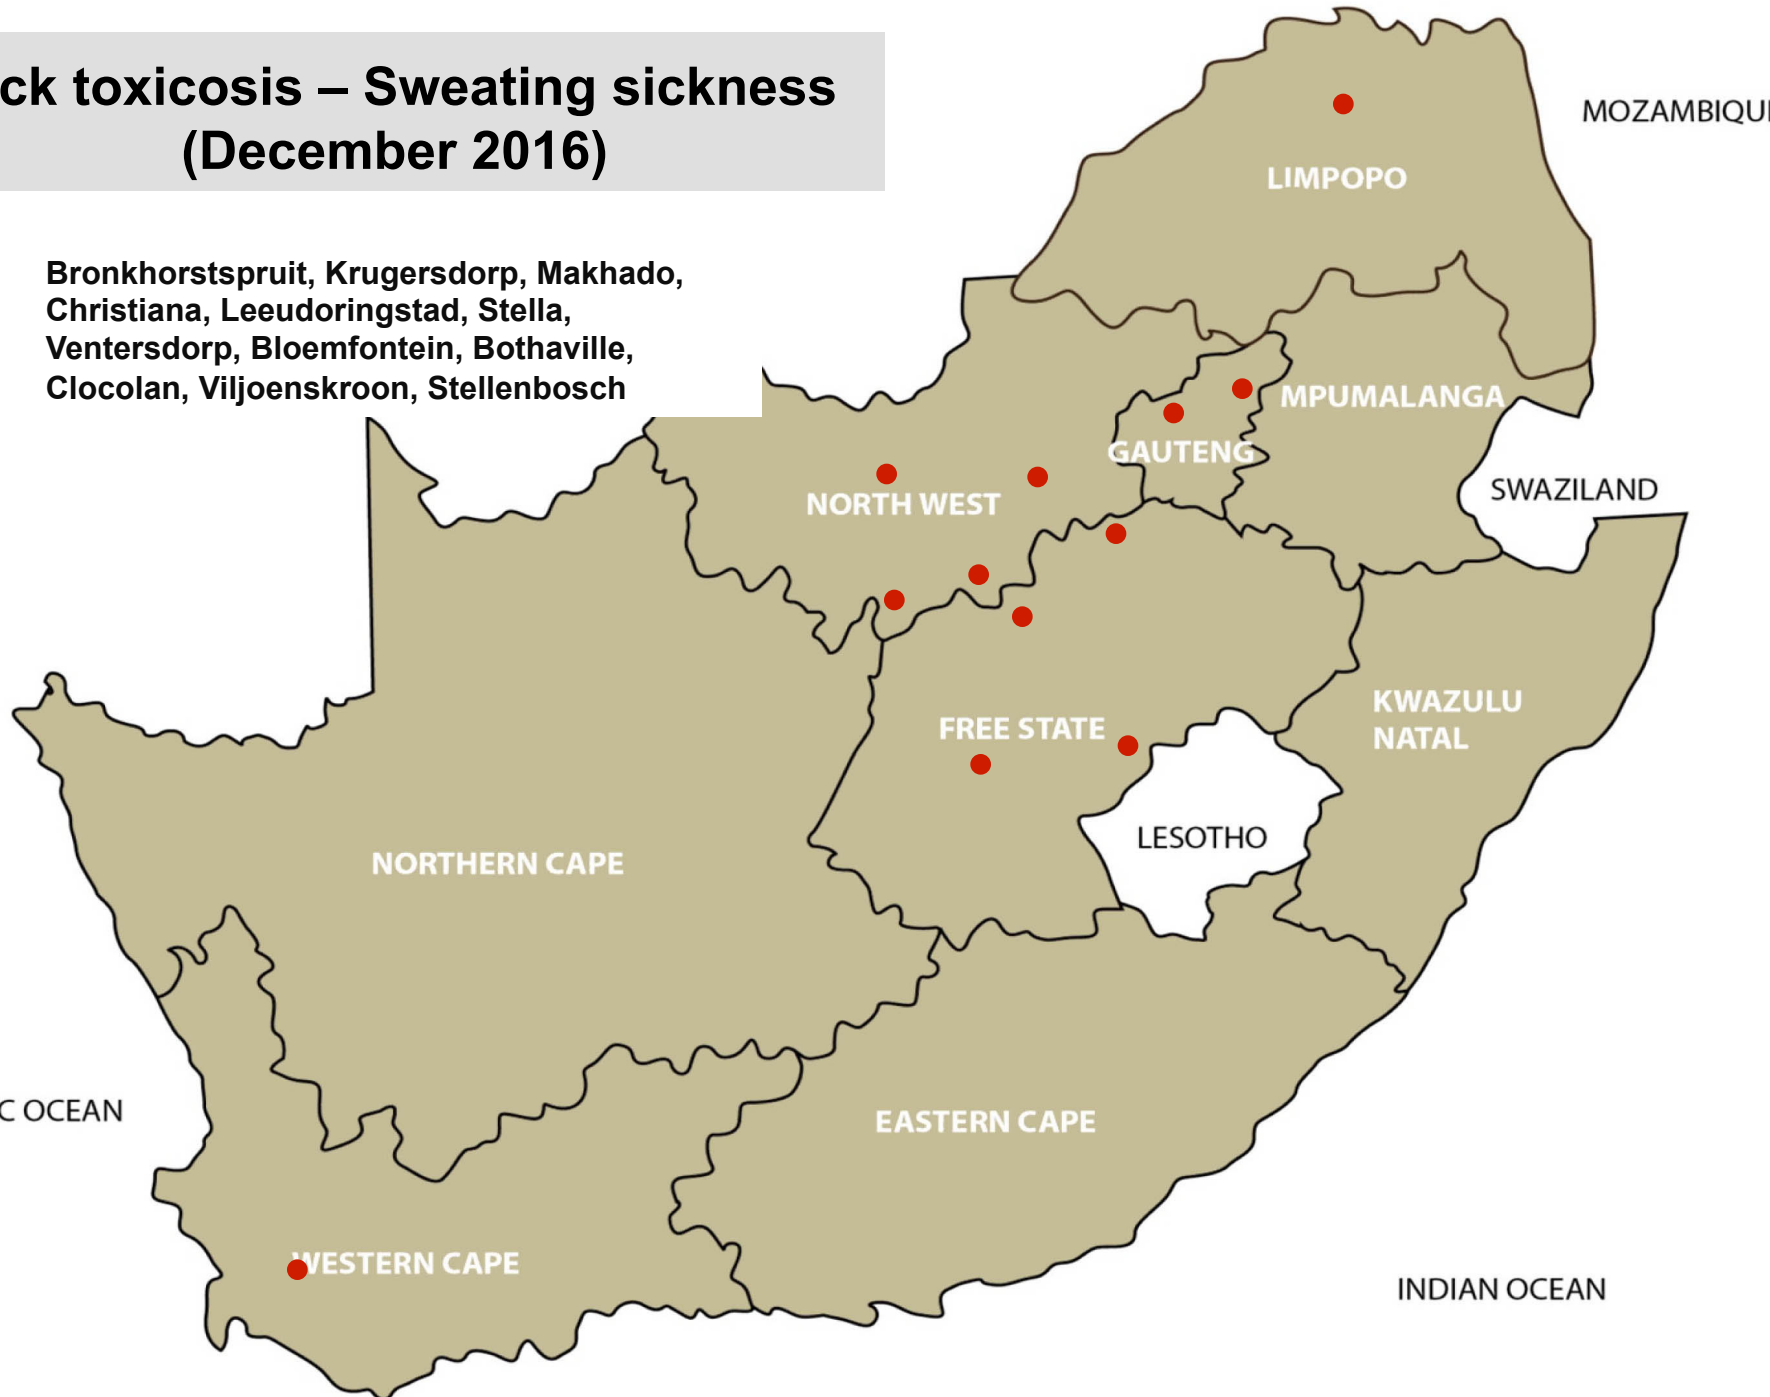 ck toxicosis – Sweating sickness
(December 2016)
Bronkhorstspruit, Krugersdorp, Makhado,
Christiana, Leeudoringstad, Stella,
Ventersdorp, Bloemfontein, Bothaville,
Clocolan, Viljoenskroon, Stellenbosch
MOZAMBIQUE
LIMPOPO
MPUMALANGA
GAUTENG
SWAZILAND
NORTH WEST
KWAZULU
NATAL
FREE STATE
LESOTHO
NORTHERN CAPE
C OCEAN
EASTERN CAPE
WESTERN CAPE
INDIAN OCEAN